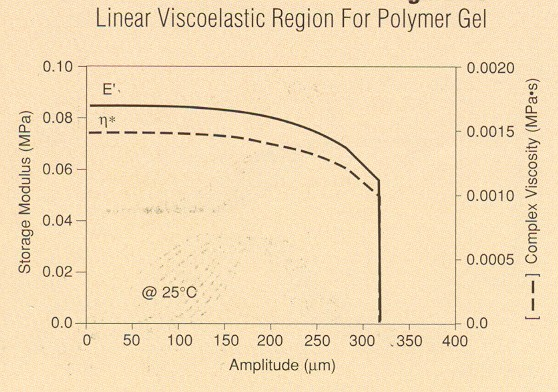 Linear Viscoelastic Region For Polymer Gel
0.10
0.08
0.06
0.04
0.02
0.0
Storage Modulus (MPa)
E'
η*
@ 25°C
0 50 100 150 200 250 300 350 400
Amplitude (μm)
0.0020
0.0015
0.0010
0.0005
0.0
[– –] Complex Viscosity (MPa•s)